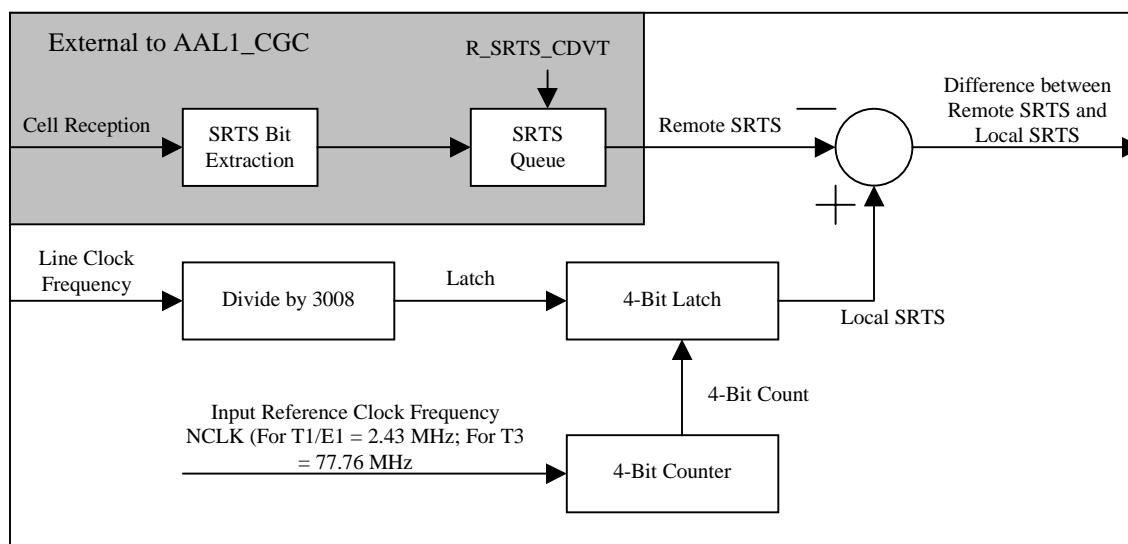 External to AAL1_CGC
R_SRTS_CDVT
Cell Reception
SRTS Bit
Extraction
SRTS
Queue
Remote SRTS
Difference between
Remote SRTS and
Local SRTS
Line Clock
Frequency
Divide by 3008
Latch
4-Bit Latch
Local SRTS
4-Bit Count
Input Reference Clock Frequency
NCLK (For T1/E1 = 2.43 MHz; For T3
= 77.76 MHz
4-Bit Counter